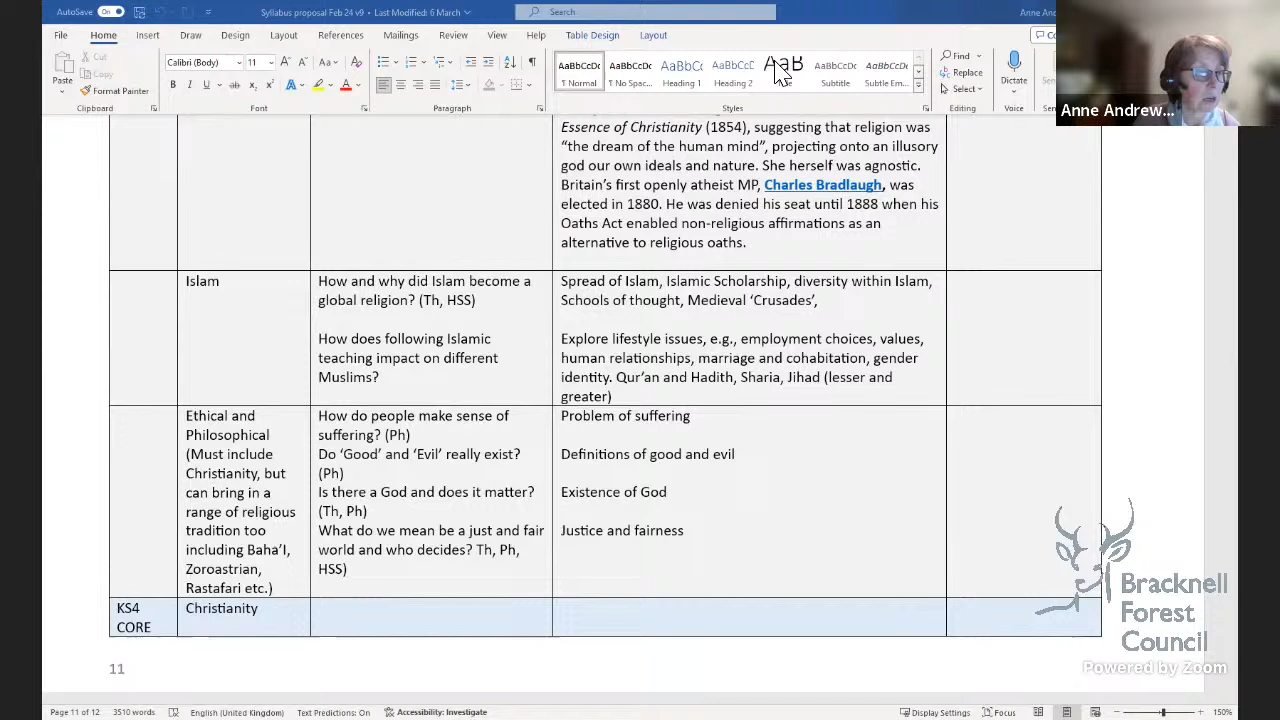 AutoSave On Syllabus proposal Feb 24 v9 • Last Modified: 6 March Search Anne And
File Home Insert Draw Design Layout References Mailings Review View Help Table Design Layout
Paste Cut Copy Format Painter
Clipboard
Calibri (Body) 11
Font
Paragraph
AaBbCcDc ¶ Normal
AaBbCcDc ¶ No Spac...
AaBbCc Heading 1
AaBbCcE Heading 2
AaBbCcDc Subtitle
AaBbCcDc Subtle Em...
Styles
Find
Replace
Select
Editing
Dictate
Voice
Anne Andrew...
Essence of Christianity (1854), suggesting that religion was
“the dream of the human mind”, projecting onto an illusory
god our own ideals and nature. She herself was agnostic.
Britain’s first openly atheist MP, Charles Bradlaugh, was
elected in 1880. He was denied his seat until 1888 when his
Oaths Act enabled non-religious affirmations as an
alternative to religious oaths.
Islam
How and why did Islam become a
global religion? (Th, HSS)
How does following Islamic
teaching impact on different
Muslims?
Spread of Islam, Islamic Scholarship, diversity within Islam,
Schools of thought, Medieval ‘Crusades’,
Explore lifestyle issues, e.g., employment choices, values,
human relationships, marriage and cohabitation, gender
identity. Qur’an and Hadith, Sharia, Jihad (lesser and
greater)
Ethical and
Philosophical
(Must include
Christianity, but
can bring in a
range of religious
tradition too
including Baha’I,
Zoroastrian,
Rastafari etc.)
How do people make sense of
suffering? (Ph)
Do ‘Good’ and ‘Evil’ really exist?
(Ph)
Is there a God and does it matter?
(Th, Ph)
What do we mean be a just and fair
world and who decides? Th, Ph,
HSS)
Problem of suffering
Definitions of good and evil
Existence of God
Justice and fairness
KS4
CORE
Christianity
11
Bracknell
Forest
Council
Powered by Zoom
Page 11 of 12 3510 words English (United Kingdom) Text Predictions: On Accessibility: Investigate Display Settings Focus 150%